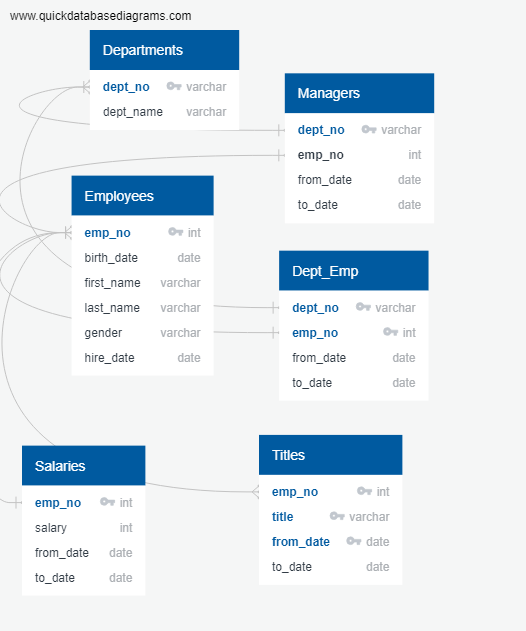 www.quickdatabasediagrams.com
Departments
dept_no varchar
dept_name varchar
Managers
dept_no varchar
emp_no int
from_date date
to_date date
Employees
emp_no int
birth_date date
first_name varchar
last_name varchar
gender varchar
hire_date date
Dept_Emp
dept_no varchar
emp_no int
from_date date
to_date date
Salaries
emp_no int
salary int
from_date date
to_date date
Titles
emp_no int
title varchar
from_date date
to_date date